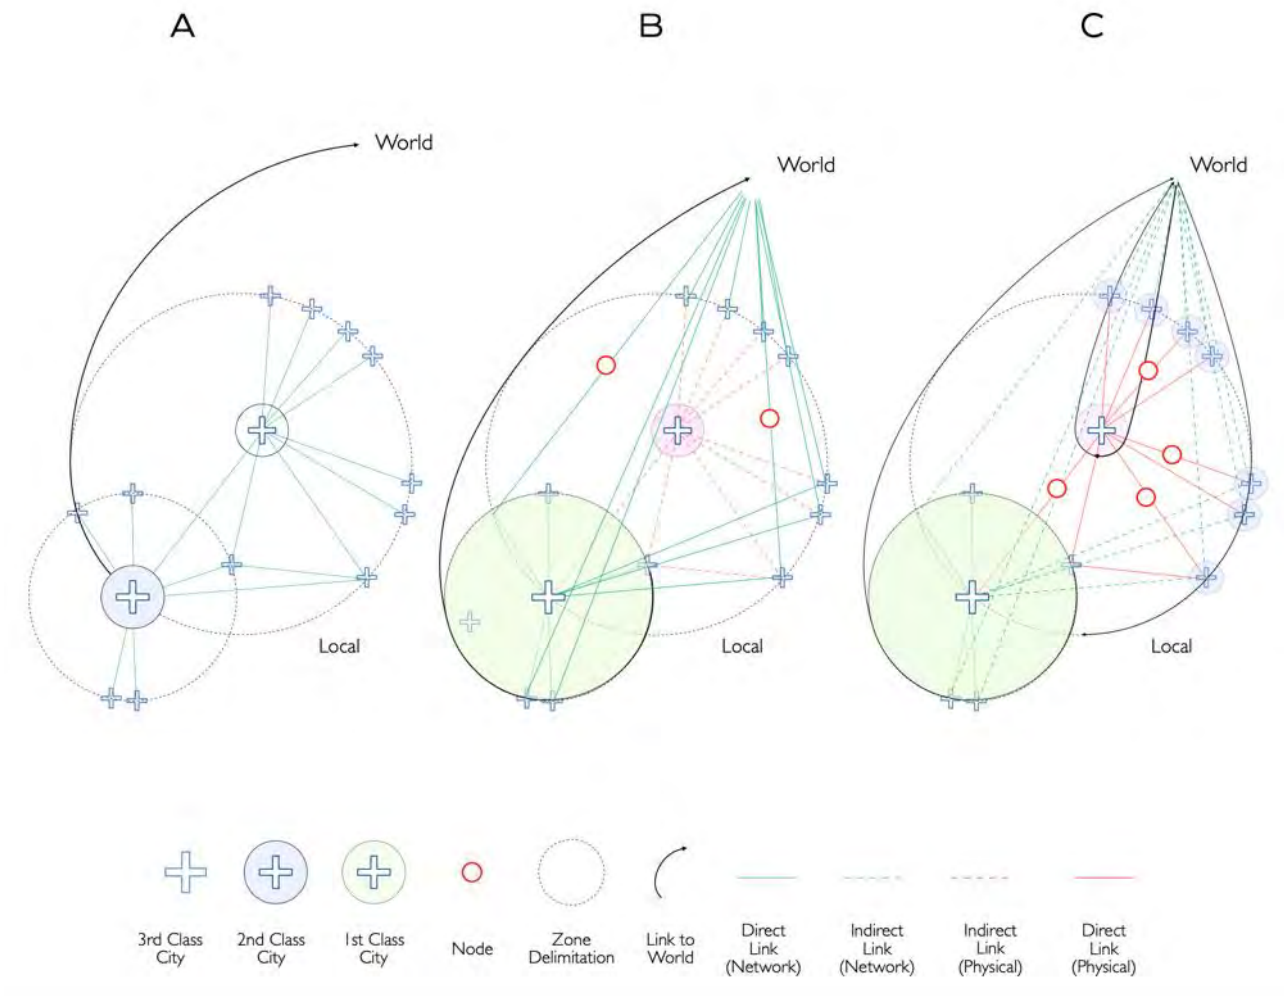 A
B
C
World
World
World
Local
Local
Local
3rd Class
City
2nd Class
City
1st Class
City
Node
Zone
Delimitation
Link to
World
Direct
Link
(Network)
Indirect
Link
(Network)
Indirect
Link
(Physical)
Direct
Link
(Physical)